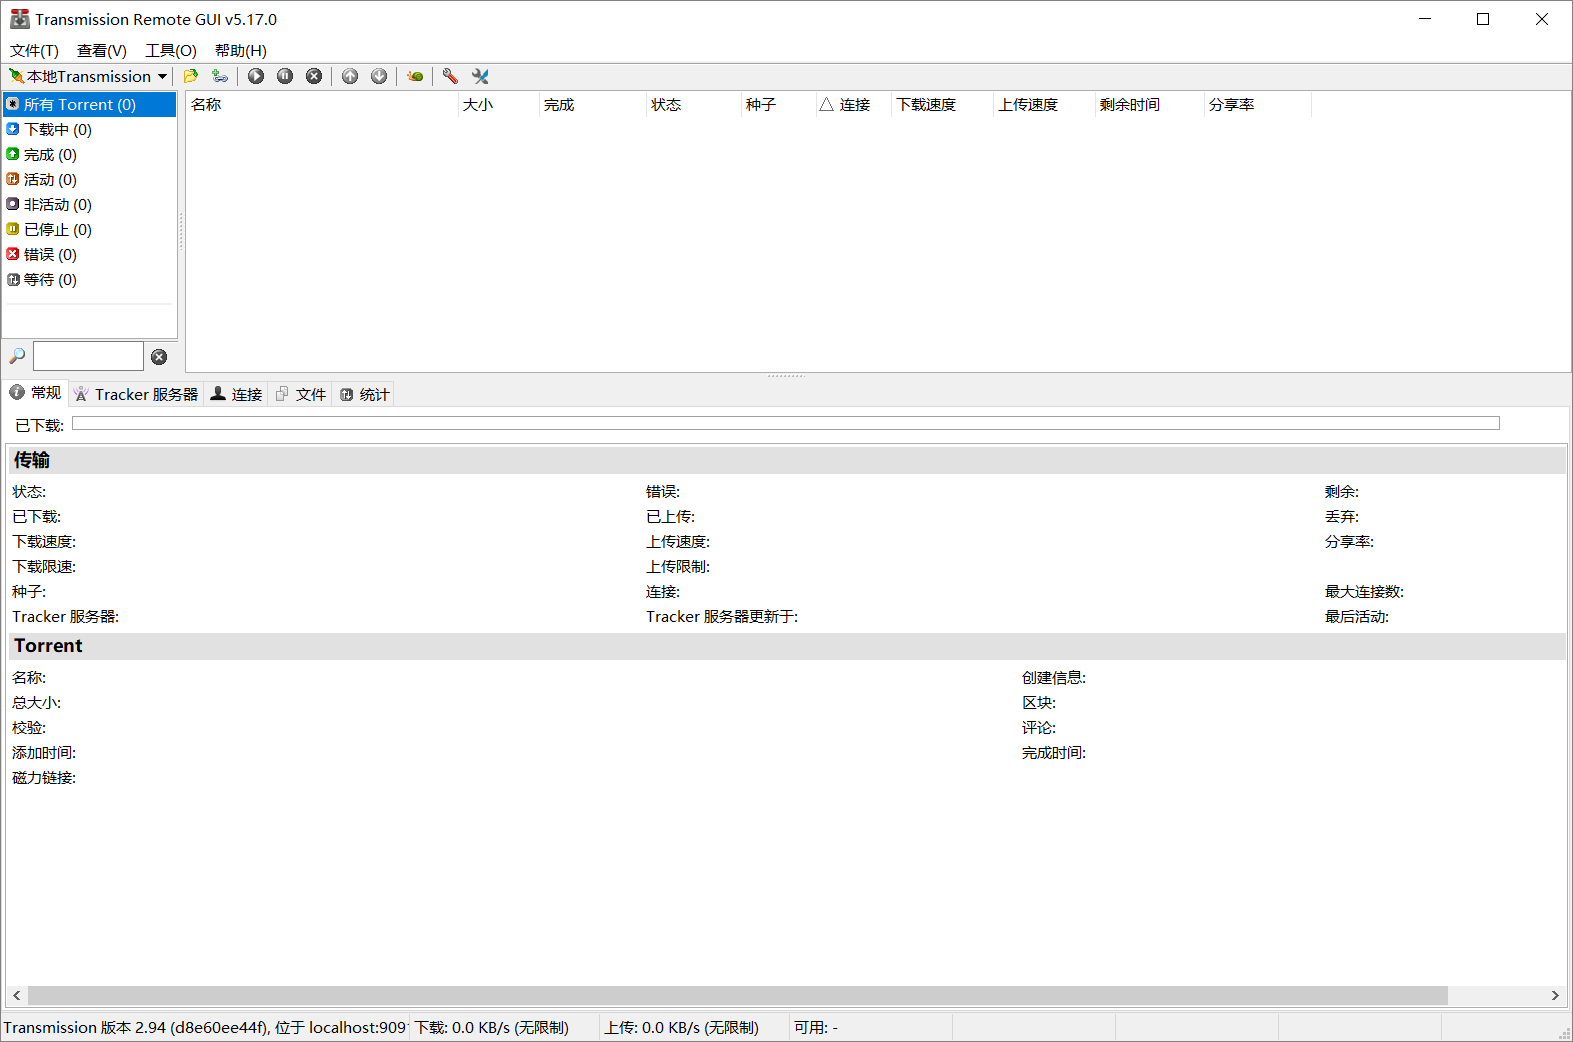 Transmission Remote GUI v5.17.0
文件(T) 查看(V) 工具(O) 帮助(H)
本地Transmission
所有 Torrent (0)
下载中 (0)
完成 (0)
活动 (0)
非活动 (0)
已停止 (0)
错误 (0)
等待 (0)
名称 大小 完成 状态 种子 连接 下载速度 上传速度 剩余时间 分享率
常规 Tracker 服务器 连接 文件 统计
已下载:
传输
状态: 错误: 剩余:
已下载: 已上传: 丢弃:
下载速度: 上传速度: 分享率:
下载限速: 上传限制:
种子: 连接: 最大连接数:
Tracker 服务器: Tracker 服务器更新于: 最后活动:
Torrent
名称: 创建信息:
总大小: 区块:
校验: 评论:
添加时间: 完成时间:
磁力链接:
Transmission 版本 2.94 (d8e60ee44f), 位于 localhost:909 下载: 0.0 KB/s (无限制) 上传: 0.0 KB/s (无限制) 可用: -